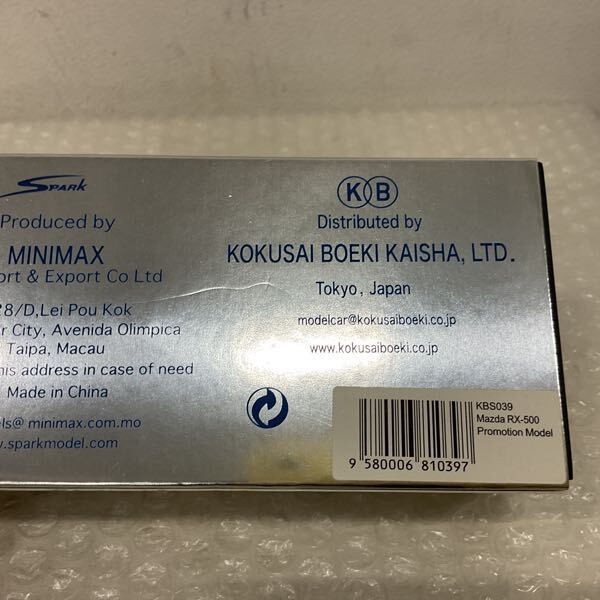 SPARK
Produced by
MINIMAX
ort & Export Co Ltd
28/D,Lei Pou Kok
r City, Avenida Olimpica
Taipa, Macau
his address in case of need
Made in China
els@ minimax.com.mo
w.sparkmodel.com
KB
Distributed by
KOKUSAI BOEKI KAISHA, LTD.
Tokyo, Japan
modelcar@kokusaiboeki.co.jp
www.kokusaiboeki.co.jp
KBS039
Mazda RX-500
Promotion Model
9 580006 810397